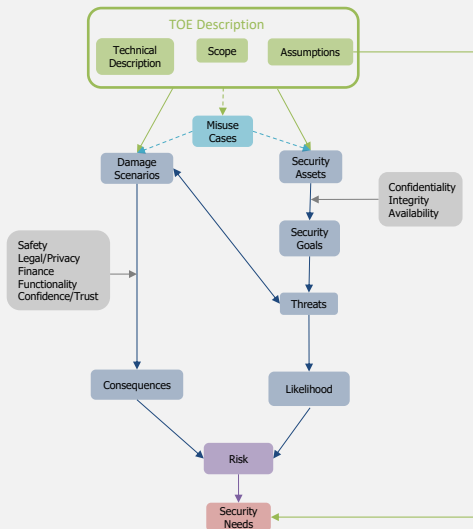 TOE Description
Technical
Description
Scope
Assumptions
Misuse
Cases
Damage
Scenarios
Security
Assets
Confidentiality
Integrity
Availability
Security
Goals
Safety
Legal/Privacy
Finance
Functionality
Confidence/Trust
Threats
Consequences
Likelihood
Risk
Security
Needs